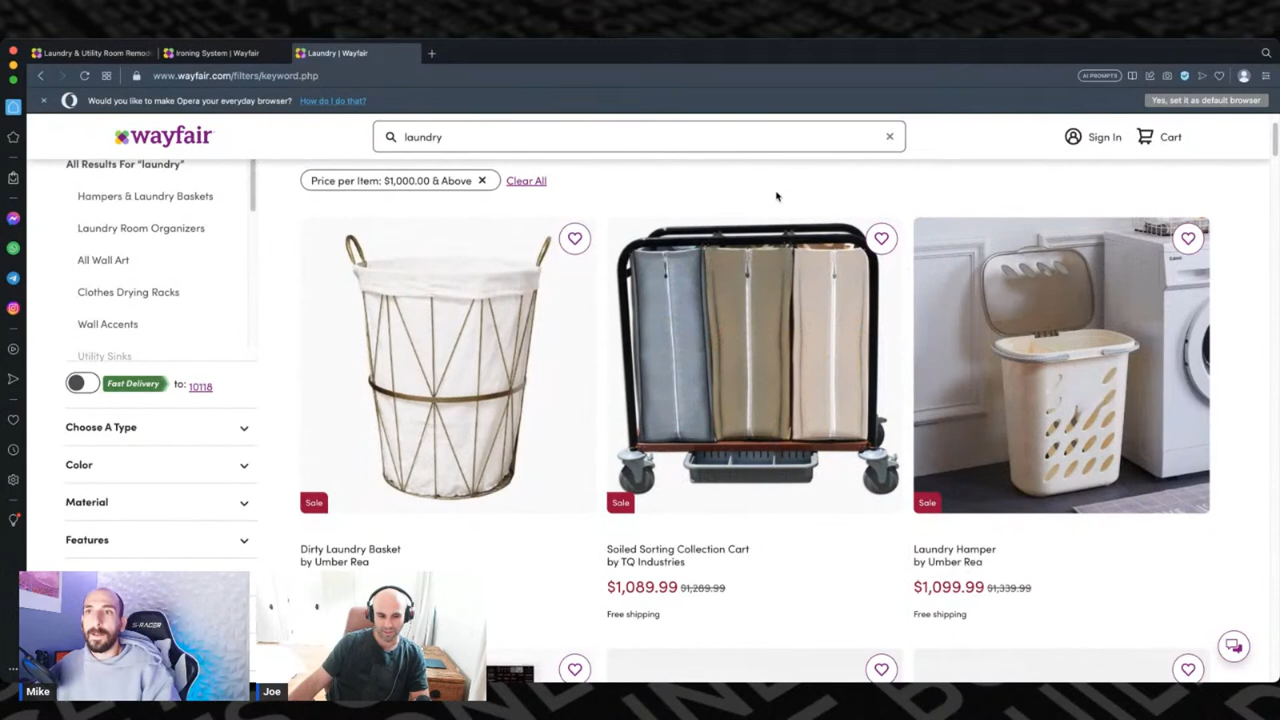 Laundry & Utility Room Remod
Ironing System | Wayfair
Laundry | Wayfair
www.wayfair.com/filters/keyword.php
AI PROMPTS
Would you like to make Opera your everyday browser? How do I do that?
Yes, set it as default browser
wayfair
laundry
Sign In
Cart
All Results For "laundry"
Hampers & Laundry Baskets
Laundry Room Organizers
All Wall Art
Clothes Drying Racks
Wall Accents
Utility Sinks
Fast Delivery to: 10118
Choose A Type
Color
Material
Features
Price per Item: $1,000.00 & Above
Clear All
Sale
Dirty Laundry Basket
by Umber Rea
Sale
Soiled Sorting Collection Cart
by TQ Industries
$1,089.99 $1,289.99
Free shipping
Sale
Laundry Hamper
by Umber Rea
$1,099.99 $1,339.99
Free shipping
S-RACER
Mike
Joe